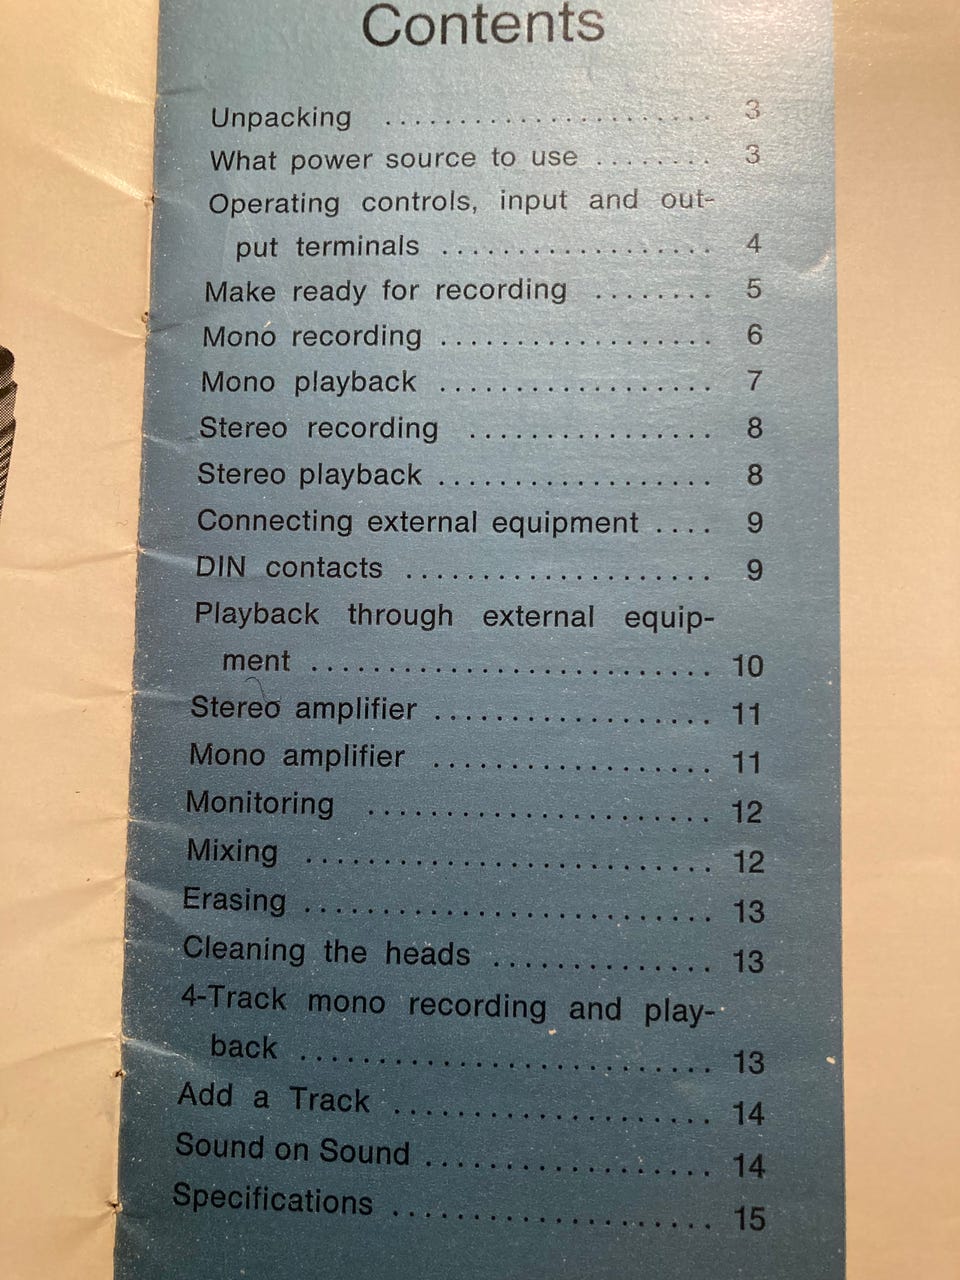 Contents
Unpacking ...................... 3
What power source to use ........ 3
Operating controls, input and out-
put terminals .................. 4
Make ready for recording ........ 5
Mono recording .................. 6
Mono playback .................. 7
Stereo recording ................ 8
Stereo playback .................. 8
Connecting external equipment .... 9
DIN contacts .................... 9
Playback through external equip-
ment .......................... 10
Stereo amplifier .................. 11
Mono amplifier .................. 11
Monitoring ...................... 12
Mixing .......................... 12
Erasing .......................... 13
Cleaning the heads .............. 13
4-Track mono recording and play-
back .......................... 13
Add a Track .................... 14
Sound on Sound .................. 14
Specifications .................... 15